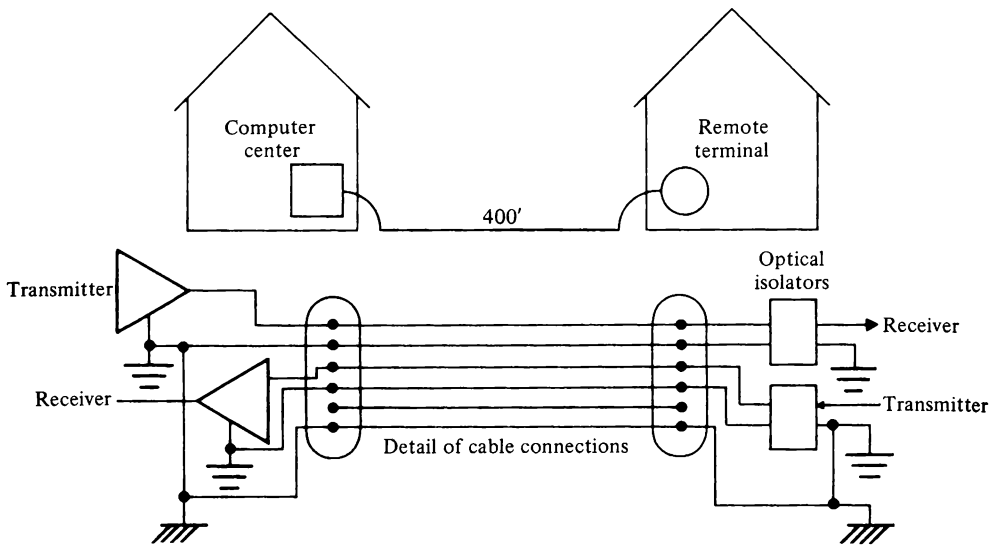 Computer
center
Remote
terminal
400'
Optical
isolators
Transmitter
Receiver
Receiver
Transmitter
Detail of cable connections